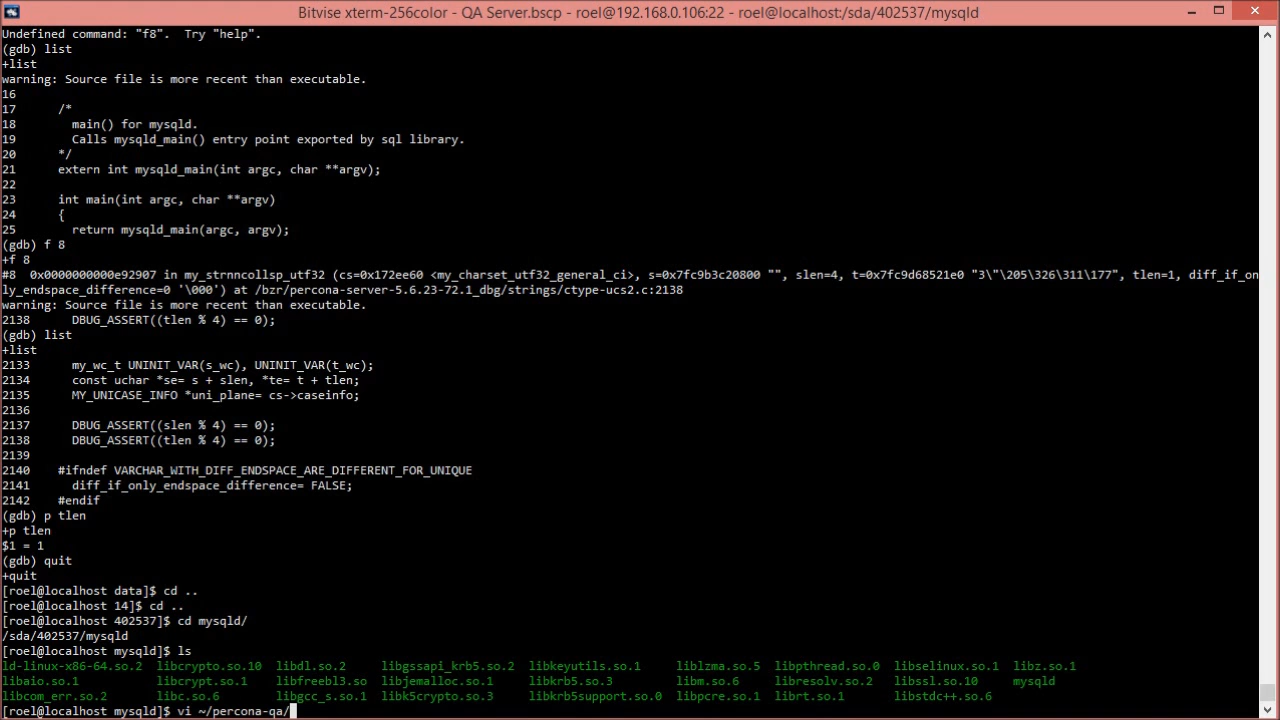 Bitvise xterm-256color - QA Server.bscp - roel@192.168.0.106:22 - roel@localhost:/sda/402537/mysqld
Undefined command: "f8".  Try "help".
(gdb) list
+list
warning: Source file is more recent than executable.
16
17      /*
18        main() for mysqld.
19        Calls mysqld_main() entry point exported by sql library.
20      */
21      extern int mysqld_main(int argc, char **argv);
22
23      int main(int argc, char **argv)
24      {
25        return mysqld_main(argc, argv);
(gdb) f 8
+f 8
#8  0x0000000000e92907 in my_strnncollsp_utf32 (cs=0x172ee60 <my_charset_utf32_general_ci>, s=0x7fc9b3c20800 "", slen=4, t=0x7fc9d68521e0 "3\"\205\326\311\177", tlen=1, diff_if_on
ly_endspace_difference=0 '\000') at /bzr/percona-server-5.6.23-72.1_dbg/strings/ctype-ucs2.c:2138
warning: Source file is more recent than executable.
2138      DBUG_ASSERT((tlen % 4) == 0);
(gdb) list
+list
2133      my_wc_t UNINIT_VAR(s_wc), UNINIT_VAR(t_wc);
2134      const uchar *se= s + slen, *te= t + tlen;
2135      MY_UNICASE_INFO *uni_plane= cs->caseinfo;
2136
2137      DBUG_ASSERT((slen % 4) == 0);
2138      DBUG_ASSERT((tlen % 4) == 0);
2139
2140    #ifndef VARCHAR_WITH_DIFF_ENDSPACE_ARE_DIFFERENT_FOR_UNIQUE
2141      diff_if_only_endspace_difference= FALSE;
2142    #endif
(gdb) p tlen
+p tlen
$1 = 1
(gdb) quit
+quit
[roel@localhost data]$ cd ..
[roel@localhost 14]$ cd ..
[roel@localhost 402537]$ cd mysqld/
/sda/402537/mysqld
[roel@localhost mysqld]$ ls
ld-linux-x86-64.so.2  libcrypto.so.10  libdl.so.2     libgssapi_krb5.so.2  libkeyutils.so.1     liblzma.so.5  libpthread.so.0  libselinux.so.1  libz.so.1
libaio.so.1           libcrypt.so.1    libfreebl3.so  libjemalloc.so.1     libkrb5.so.3         libm.so.6     libresolv.so.2   libssl.so.10     mysqld
libcom_err.so.2       libc.so.6        libgcc_s.so.1  libk5crypto.so.3     libkrb5support.so.0  libpcre.so.1  librt.so.1       libstdc++.so.6
[roel@localhost mysqld]$ vi ~/percona-qa/